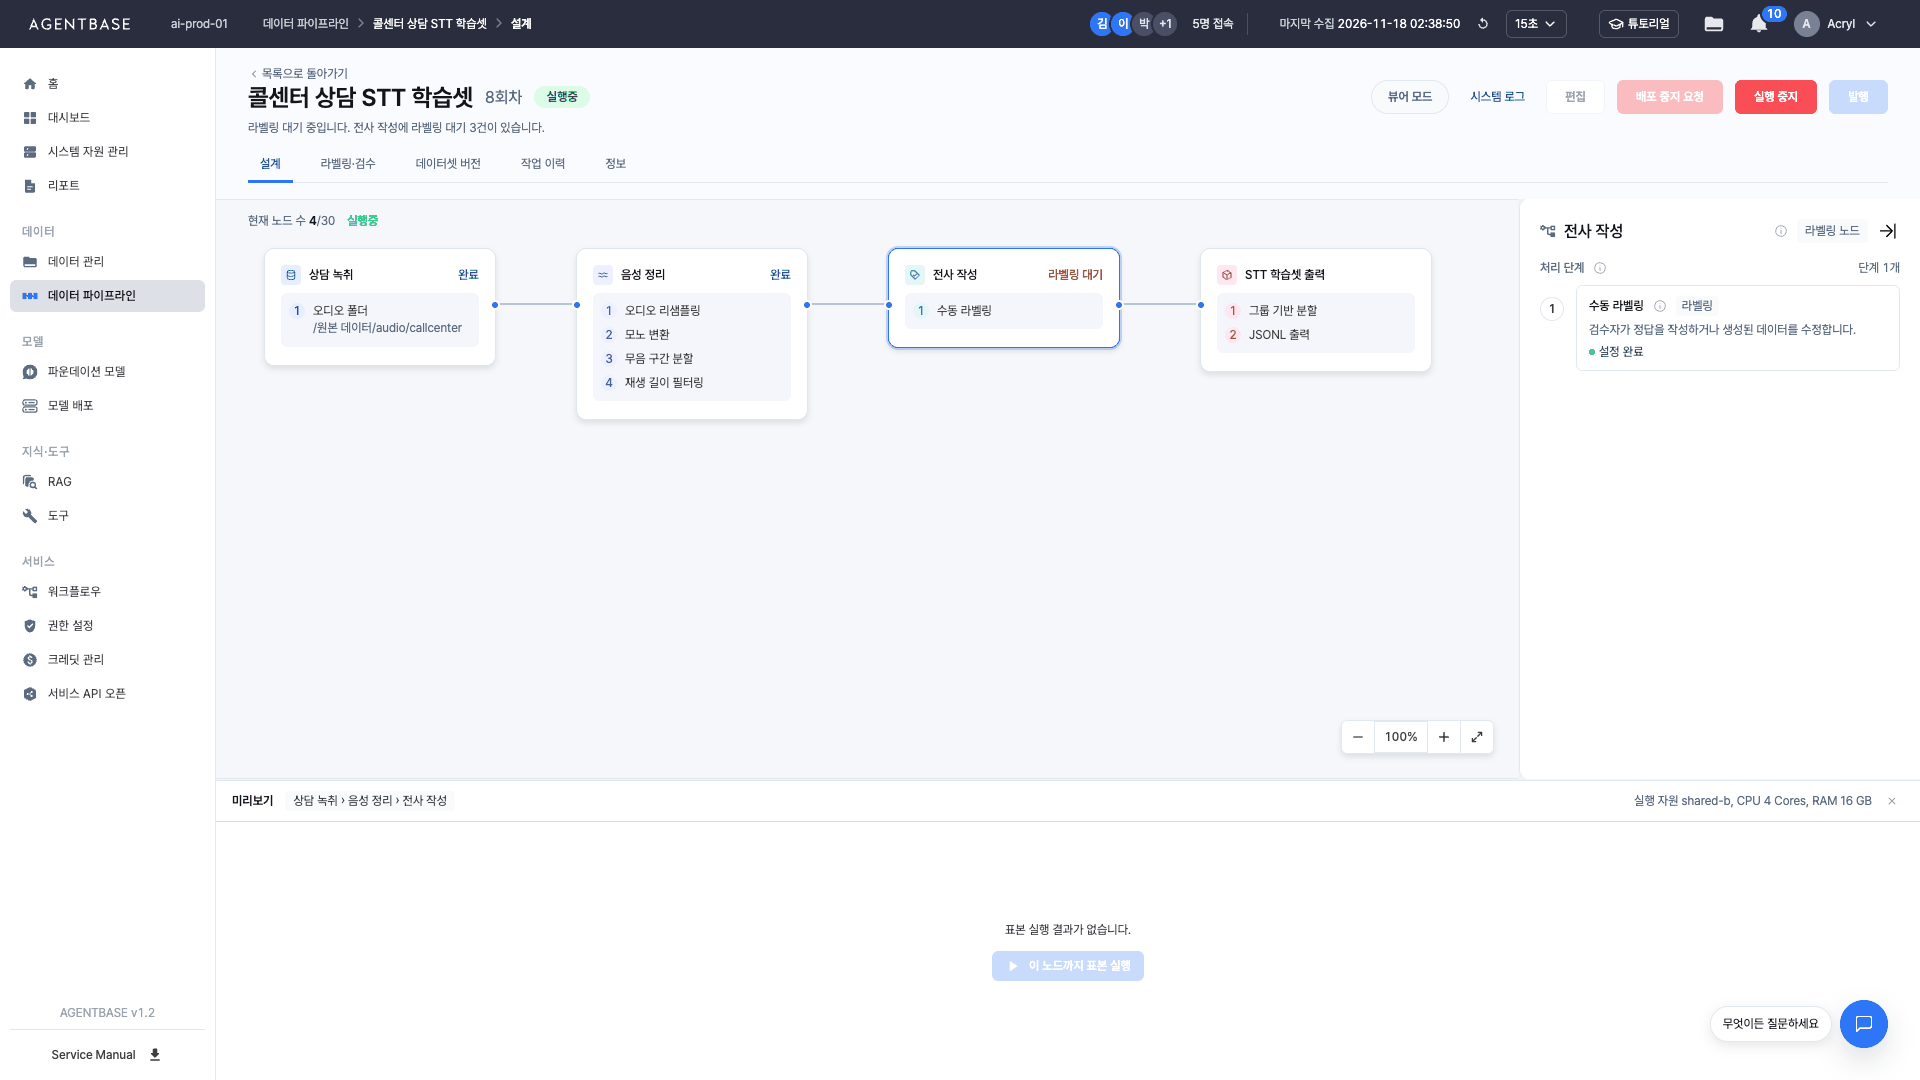 AGENTBASE
ai-prod-01
데이터 파이프라인 > 콜센터 상담 STT 학습셋 > 설계
김 이 박 +1 5명 접속
마지막 수집 2026-11-18 02:38:50
15초
튜토리얼
10
A Acryl
홈
대시보드
시스템 자원 관리
리포트
데이터
데이터 관리
데이터 파이프라인
모델
파운데이션 모델
모델 배포
지식·도구
RAG
도구
서비스
워크플로우
권한 설정
크레딧 관리
서비스 API 오픈
AGENTBASE v1.2
Service Manual
목록으로 돌아가기
콜센터 상담 STT 학습셋 8회차 실행중
라벨링 대기 중입니다. 전사 작성에 라벨링 대기 3건이 있습니다.
뷰어 모드 시스템 로그 편집 배포 중지 요청 실행 중지 발행
설계 라벨링·검수 데이터셋 버전 작업 이력 정보
현재 노드 수 4/30 실행중
상담 녹취 완료
1 오디오 폴더
/원본 데이터/audio/callcenter
음성 정리 완료
1 오디오 리샘플링
2 모노 변환
3 무음 구간 분할
4 재생 길이 필터링
전사 작성 라벨링 대기
1 수동 라벨링
STT 학습셋 출력
1 그룹 기반 분할
2 JSONL 출력
100%
전사 작성 라벨링 노드
처리 단계 단계 1개
1 수동 라벨링 라벨링
검수자가 정답을 작성하거나 생성된 데이터를 수정합니다.
설정 완료
미리보기 상담 녹취 › 음성 정리 › 전사 작성
실행 자원 shared-b, CPU 4 Cores, RAM 16 GB
표본 실행 결과가 없습니다.
이 노드까지 표본 실행
무엇이든 질문하세요